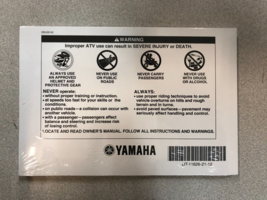 WARNING
Improper ATV use can result in SEVERE INJURY or DEATH.
ALWAYS USE
AN APPROVED
HELMET AND
PROTECTIVE GEAR
NEVER USE
ON PUBLIC
ROADS
NEVER CARRY
PASSENGERS
NEVER USE
WITH DRUGS
OR ALCOHOL
NEVER operate:
• without proper training or instruction.
• at speeds too fast for your skills or the
conditions.
• on public roads - a collision can occur with
another vehicle.
• with a passenger - passengers affect
balance and steering and increase risk
of losing control.
ALWAYS:
• use proper riding techniques to avoid
vehicle overturns on hills and rough
terrain and in turns.
• avoid paved surfaces - pavement may
seriously affect handling and control.
LOCATE AND READ OWNER'S MANUAL. FOLLOW ALL INSTRUCTIONS AND WARNINGS.
YAMAHA